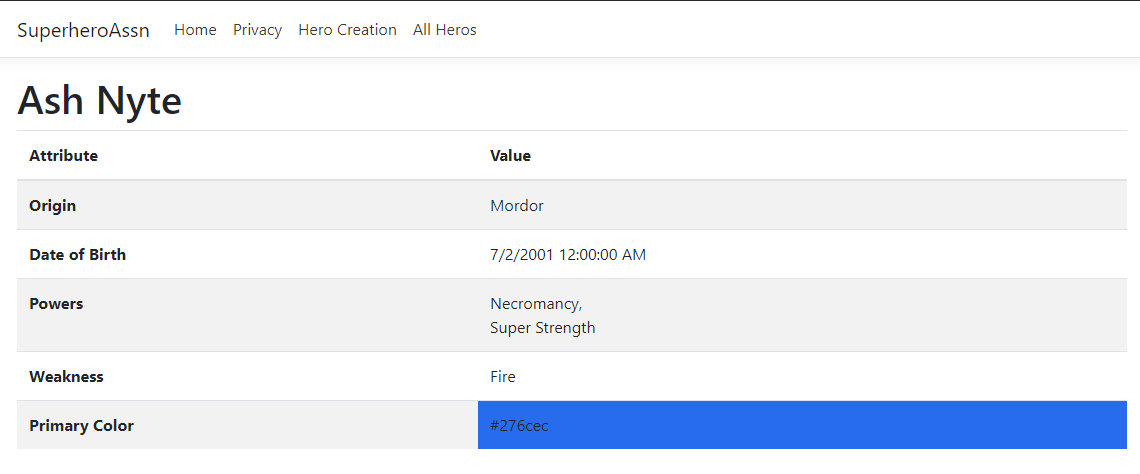 SuperheroAssn Home Privacy Hero Creation All Heros
Ash Nyte
Attribute Value
Origin Mordor
Date of Birth 7/2/2001 12:00:00 AM
Powers Necromancy,
Super Strength
Weakness Fire
Primary Color #276cec